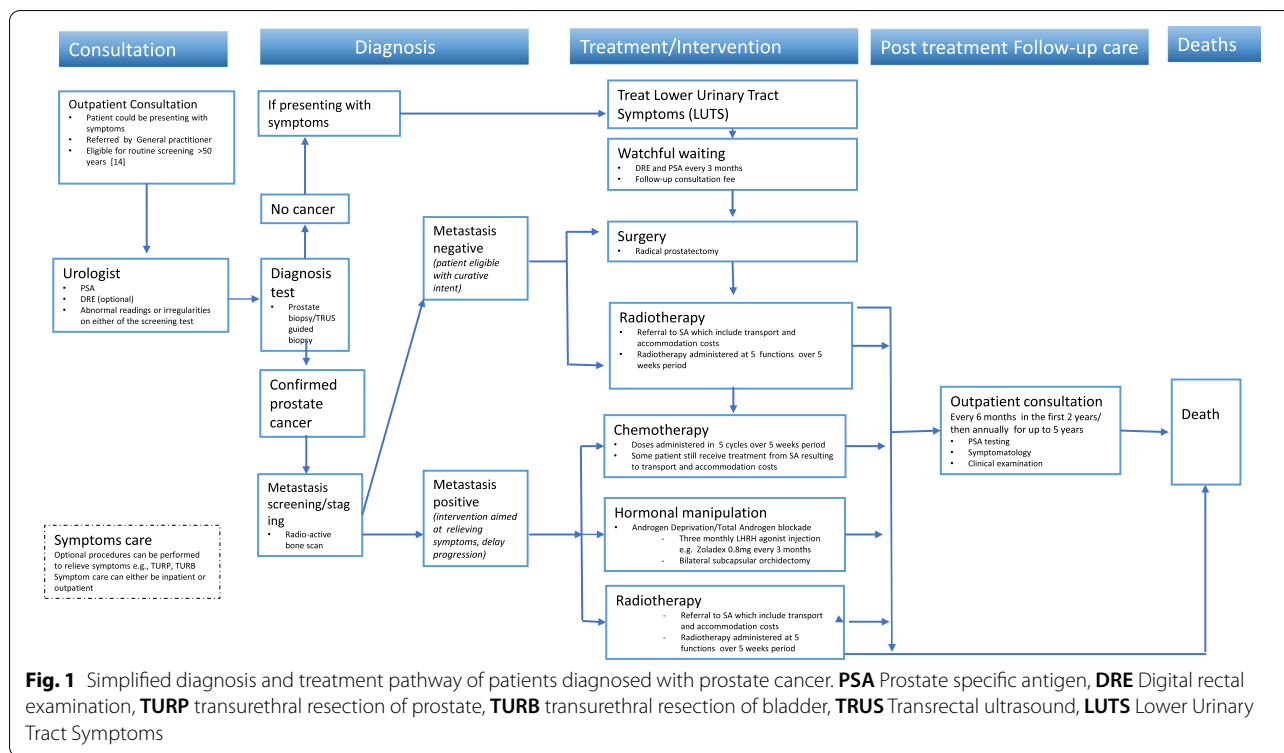 Consultation
Diagnosis
Treatment/Intervention
Post treatment Follow-up care
Deaths
Outpatient Consultation
• Patient could be presenting with
symptoms
• Referred by General practitioner
• Eligible for routine screening >50
years [14]
If presenting with
symptoms
Treat Lower Urinary Tract
Symptoms (LUTS)
Watchful waiting
• DRE and PSA every 3 months
• Follow-up consultation fee
No cancer
Metastasis
negative
(patient eligible
with curative
intent)
Surgery
• Radical prostatectomy
Urologist
• PSA
• DRE (optional)
• Abnormal readings or irregularities
on either of the screening test
Diagnosis
test
• Prostate
biopsy/TRUS
guided
biopsy
Radiotherapy
• Referral to SA which include transport and
accommodation costs
• Radiotherapy administered at 5 functions over 5
weeks period
Confirmed
prostate
cancer
Chemotherapy
• Doses administered in 5 cycles over 5 weeks period
• Some patient still receive treatment from SA resulting
to transport and accommodation costs
Outpatient consultation
Every 6 months in the first 2 years/
then annually for up to 5 years
• PSA testing
• Symptomatology
• Clinical examination
Death
Metastasis
screening/stag
ing
• Radio-active
bone scan
Metastasis
positive
(intervention aimed
at relieving
symptoms, delay
progression)
Hormonal manipulation
• Androgen Deprivation/Total Androgen blockade
- Three monthly LHRH agonist injection
e.g. Zoladex 0.8mg every 3 months
- Bilateral subcapsular orchidectomy
Symptoms care
Optional procedures can be performed
to relieve symptoms e.g., TURP, TURB
Symptom care can either be inpatient or
outpatient
Radiotherapy
- Referral to SA which include transport
and accommodation costs
- Radiotherapy administered at 5
functions over 5 weeks period
Fig. 1 Simplified diagnosis and treatment pathway of patients diagnosed with prostate cancer. PSA Prostate specific antigen, DRE Digital rectal
examination, TURP transurethral resection of prostate, TURB transurethral resection of bladder, TRUS Transrectal ultrasound, LUTS Lower Urinary
Tract Symptoms